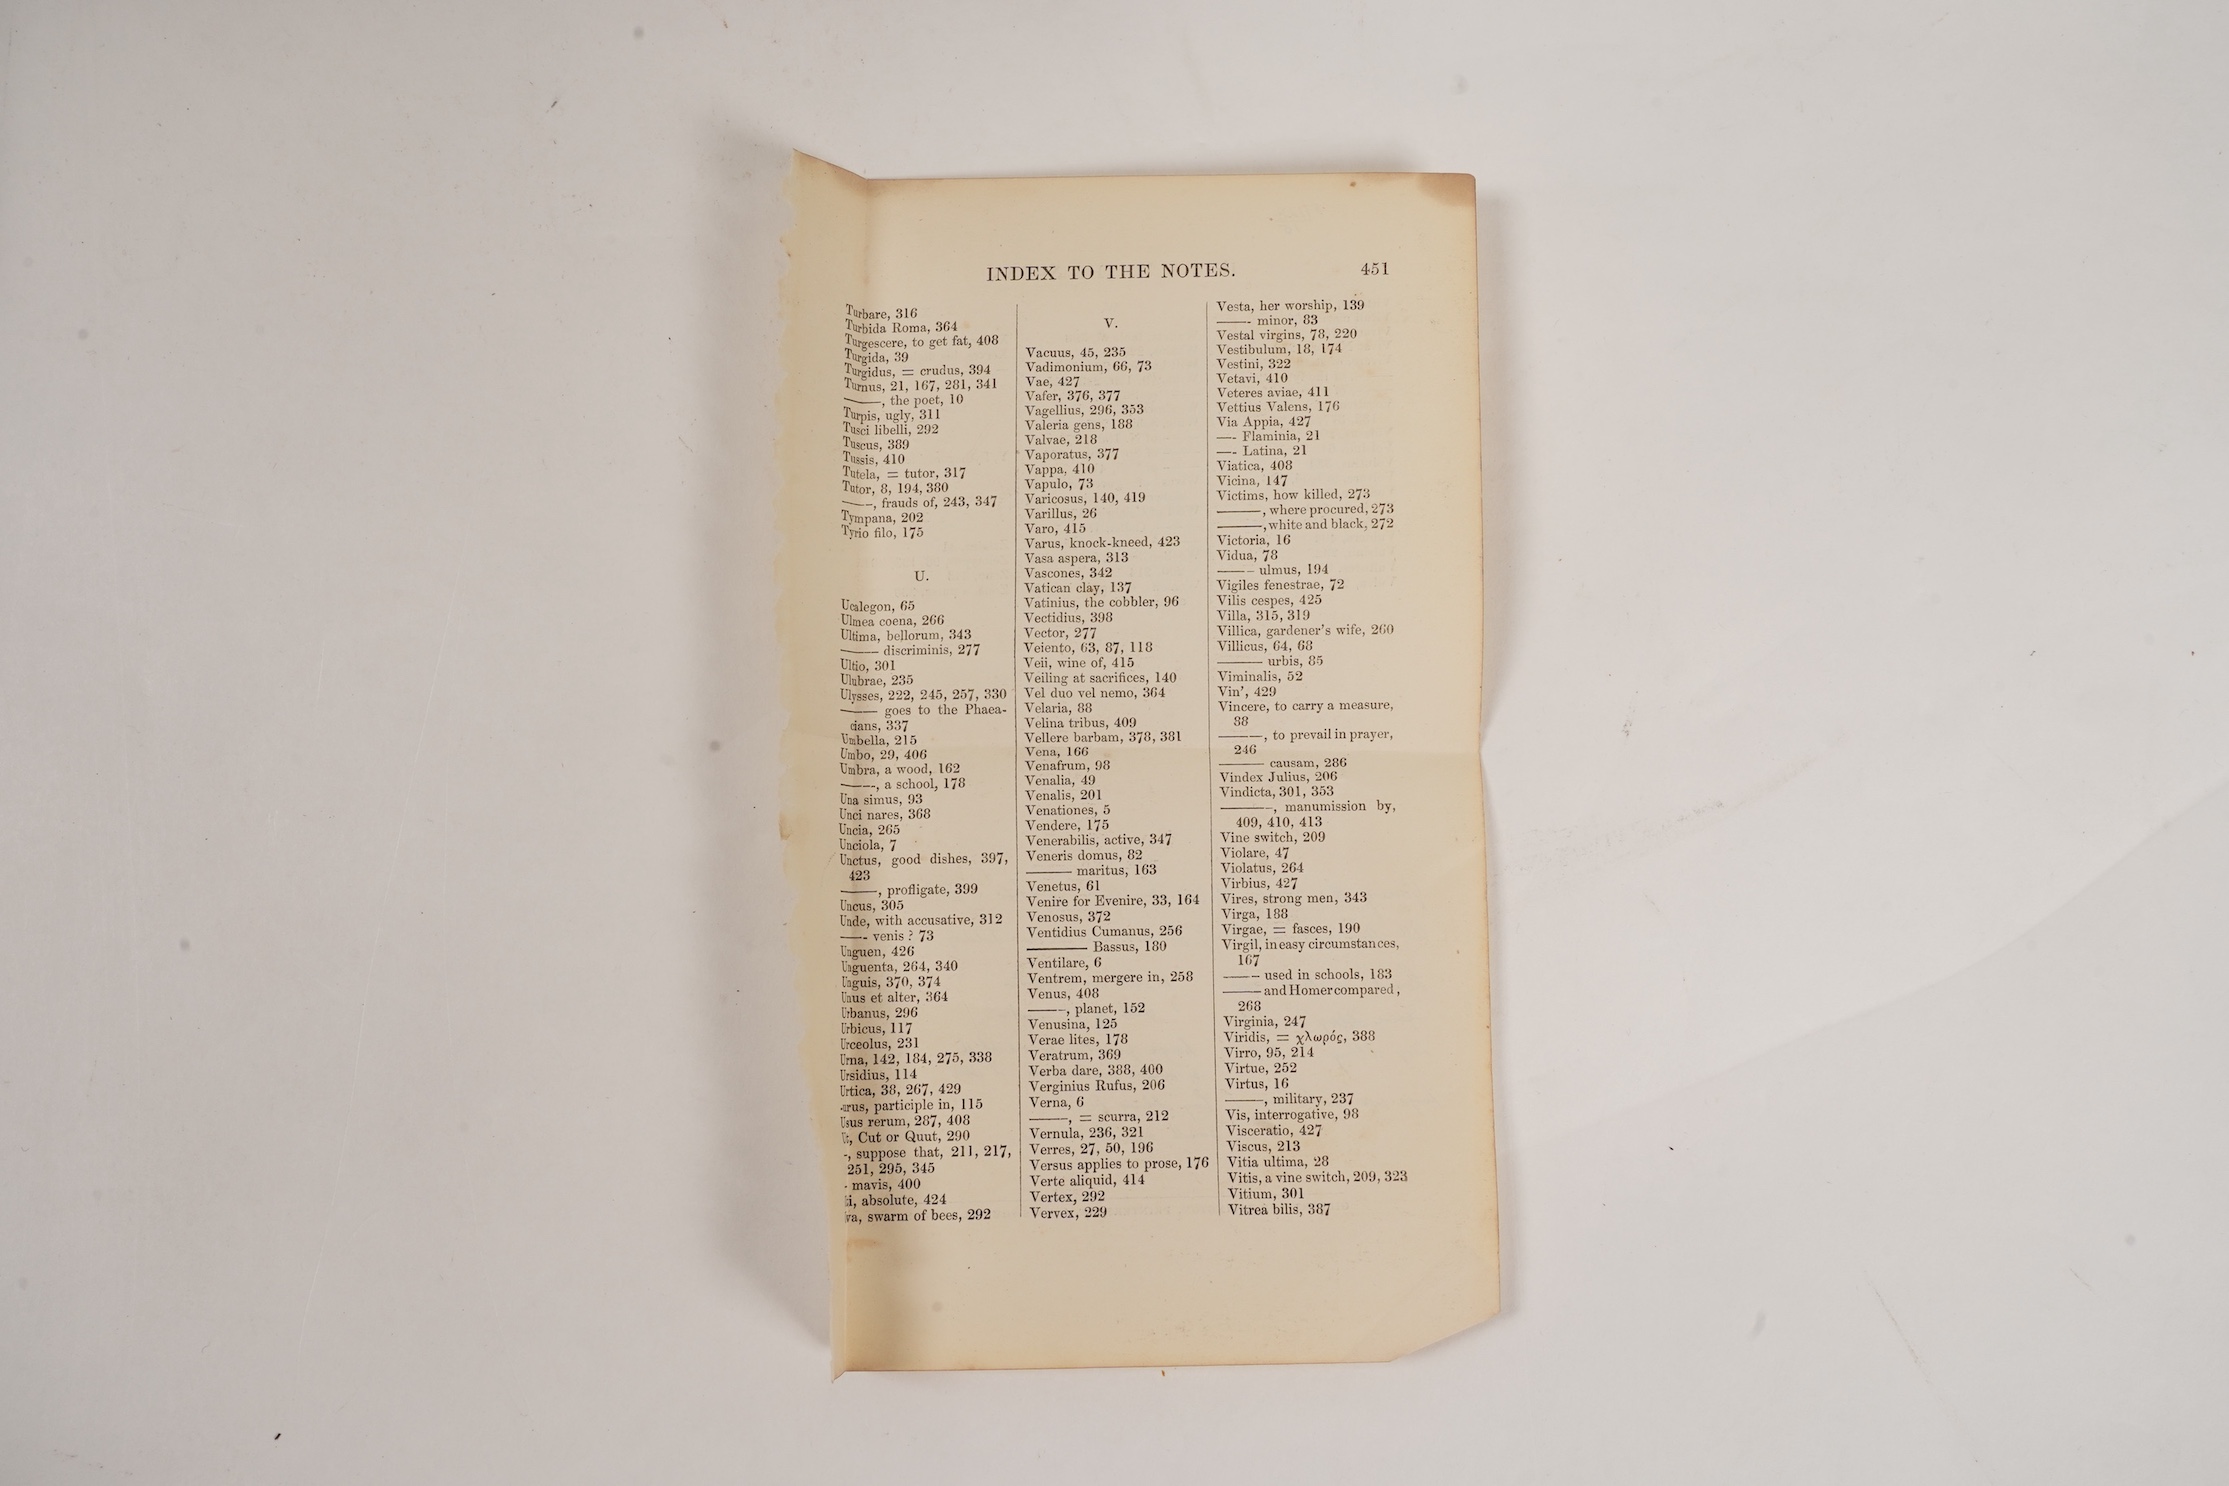 INDEX TO THE NOTES. 451
Turbare, 316
Turbida Roma, 364
Turgescere, to get fat, 408
Turgida, 39
Turgidus, = crudus, 394
Turnus, 21, 167, 281, 341
——, the poet, 10
Turpis, ugly, 311
Tusci libelli, 292
Tuscus, 389
Tussis, 410
Tutela, = tutor, 317
Tutor, 8, 194, 380
——, frauds of, 243, 347
Tympana, 202
Tyrio filo, 175
U.
Ucalegon, 65
Ulmea coena, 266
Ultima, bellorum, 343
—— discriminis, 277
Ultio, 301
Ulubrae, 235
Ulysses, 222, 245, 257, 330
—— goes to the Phaea-
cians, 337
Umbella, 215
Umbo, 29, 406
Umbra, a wood, 162
——, a school, 178
Una simus, 93
Unci nares, 368
Uncia, 265
Unciola, 7
Unctus, good dishes, 397,
423
——, profligate, 399
Uncus, 305
Unde, with accusative, 312
—— venis? 73
Unguen, 426
Unguenta, 264, 340
Unguis, 370, 374
Unus et alter, 364
Urbanus, 296
Urbicus, 117
Urceolus, 231
Urna, 142, 184, 275, 338
Ursidius, 114
Urtica, 38, 267, 429
-urus, participle in, 115
Usus rerum, 287, 408
Ut, Cut or Quut, 290
-, suppose that, 211, 217,
251, 295, 345
- mavis, 400
absolute, 424
swarm of bees, 292
V.
Vacuus, 45, 235
Vadimonium, 66, 73
Vae, 427
Vafer, 376, 377
Vagellius, 296, 353
Valeria gens, 188
Valvae, 218
Vaporatus, 377
Vappa, 410
Vapulo, 73
Varicosus, 140, 419
Varillus, 26
Varo, 415
Varus, knock-kneed, 423
Vasa aspera, 313
Vascones, 342
Vatican clay, 137
Vatinius, the cobbler, 96
Vectidius, 398
Vector, 277
Veiento, 63, 87, 118
Veii, wine of, 415
Veiling at sacrifices, 140
Vel duo vel nemo, 364
Velaria, 88
Velina tribus, 409
Vellere barbam, 378, 381
Vena, 166
Venafrum, 98
Venalia, 49
Venalis, 201
Venationes, 5
Vendere, 175
Venerabilis, active, 347
Veneris domus, 82
—— maritus, 163
Venetus, 61
Venire for Evenire, 33, 164
Venosus, 372
Ventidius Cumanus, 256
—— Bassus, 180
Ventilare, 6
Ventrem, mergere in, 258
Venus, 408
——, planet, 152
Venusina, 125
Verae lites, 178
Veratrum, 369
Verba dare, 388, 400
Verginius Rufus, 206
Verna, 6
——, = scurra, 212
Vernula, 236, 321
Verres, 27, 50, 196
Versus applies to prose, 176
Verte aliquid, 414
Vertex, 292
Vervex, 229
Vesta, her worship, 139
—— minor, 83
Vestal virgins, 78, 220
Vestibulum, 18, 174
Vestini, 322
Vetavi, 410
Veteres aviae, 411
Vettius Valens, 176
Via Appia, 427
—— Flaminia, 21
—— Latina, 21
Viatica, 408
Vicina, 147
Victims, how killed, 273
——, where procured, 273
——, white and black, 272
Victoria, 16
Vidua, 78
—— ulmus, 194
Vigiles fenestrae, 72
Vilis cespes, 425
Villa, 315, 319
Villica, gardener's wife, 260
Villicus, 64, 68
—— urbis, 85
Viminalis, 52
Vin', 429
Vincere, to carry a measure,
88
——, to prevail in prayer,
246
—— causam, 286
Vindex Julius, 206
Vindicta, 301, 353
——, manumission by,
409, 410, 413
Vine switch, 209
Violare, 47
Violatus, 264
Virbius, 427
Vires, strong men, 343
Virga, 188
Virgae, = fasces, 190
Virgil, in easy circumstances,
167
—— used in schools, 183
—— and Homer compared,
268
Virginia, 247
Viridis, = χλωρός, 388
Virro, 95, 214
Virtue, 252
Virtus, 16
——, military, 237
Vis, interrogative, 98
Visceratio, 427
Viscus, 213
Vitia ultima, 28
Vitis, a vine switch, 209, 323
Vitium, 301
Vitrea bilis, 387